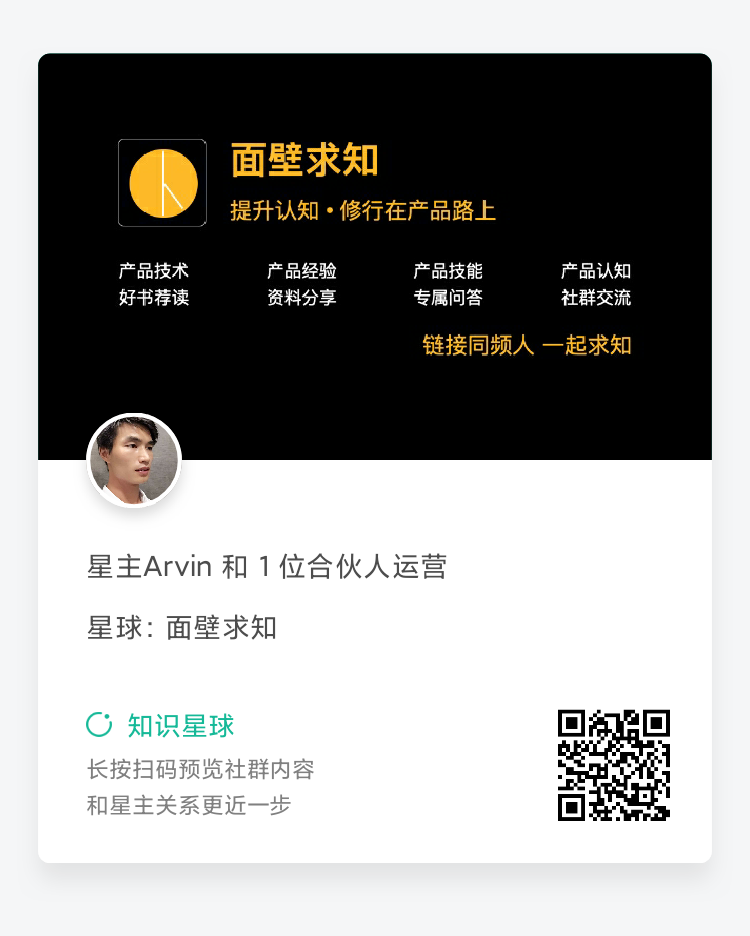 面壁求知
提升认知·修行在产品路上
产品技术 产品经验 产品技能 产品认知
好书荐读 资料分享 专属问答 社群交流
链接同频人 一起求知
星主Arvin 和 1 位合伙人运营
星球: 面壁求知
知识星球
长按扫码预览社群内容
和星主关系更近一步